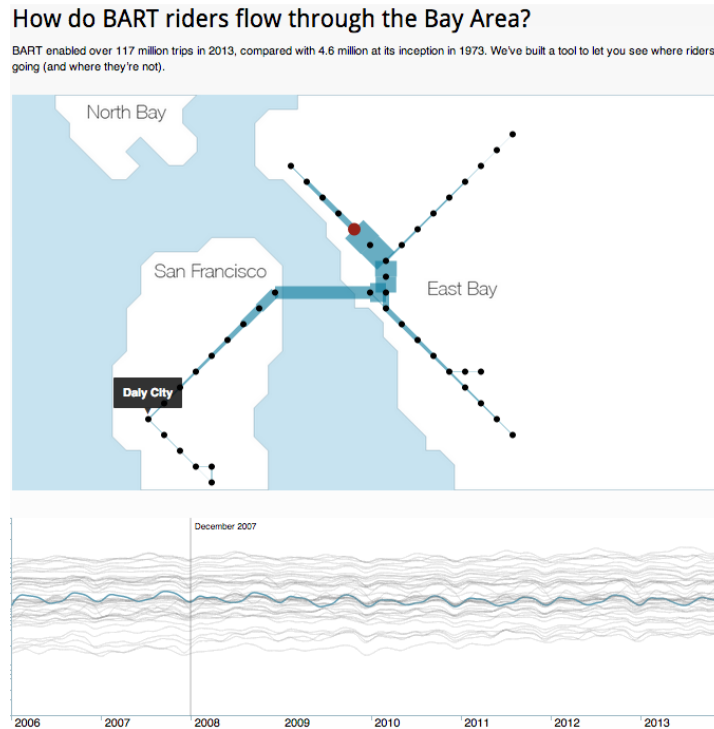 How do BART riders flow through the Bay Area?
BART enabled over 117 million trips in 2013, compared with 4.6 million at its inception in 1973. We've built a tool to let you see where riders
going (and where they're not).
North Bay
San Francisco
East Bay
Daly City
December 2007
2006 2007 2008 2009 2010 2011 2012 2013